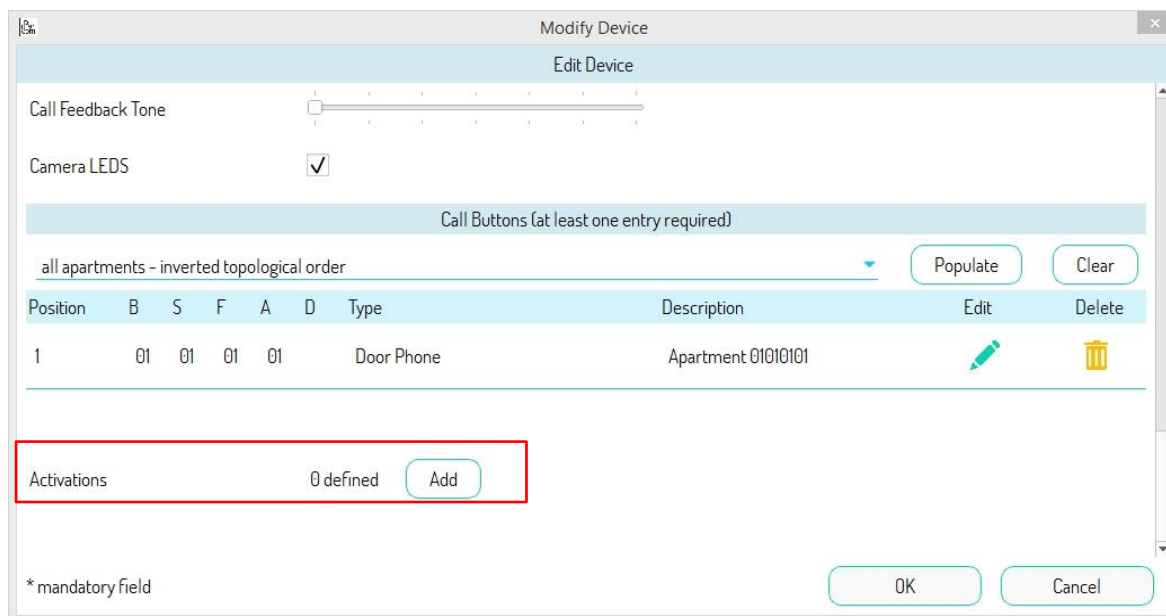 Modify Device
Edit Device
Call Feedback Tone
Camera LEDS
Call Buttons (at least one entry required)
all apartments - inverted topological order Populate Clear
Position B S F A D Type Description Edit Delete
1 01 01 01 01 Door Phone Apartment 01010101
Activations 0 defined Add
* mandatory field OK Cancel